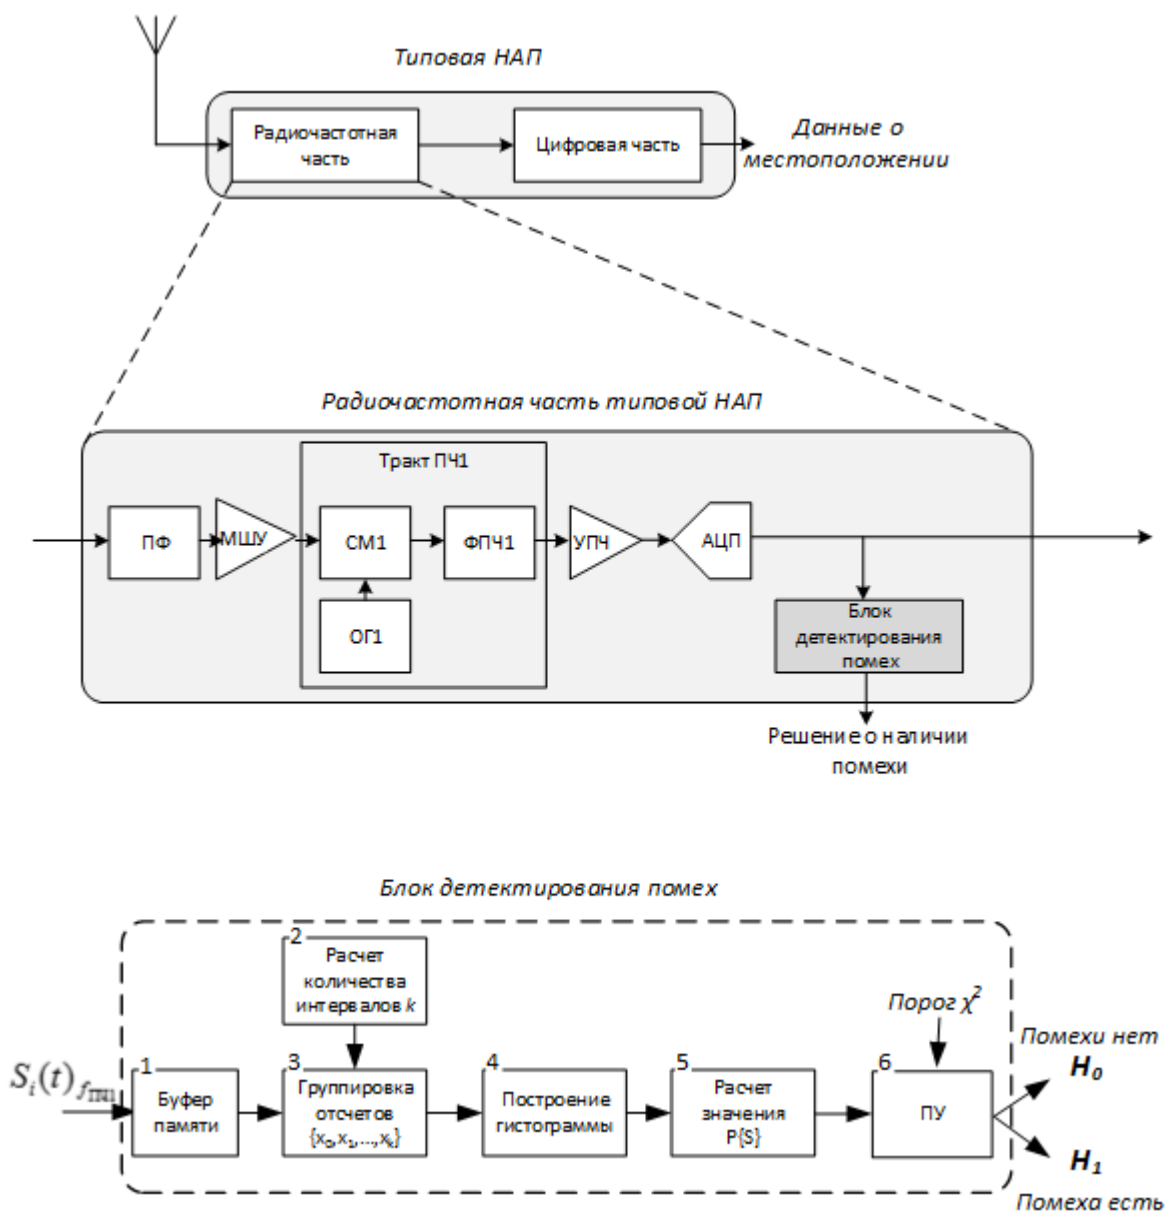 Типовая НАП
Радиочастотная
часть
Цифровая часть
Данные о
местоположении
Радиочастотная часть типовой НАП
Тракт ПЧ1
ПФ
МШУ
СМ1
ФПЧ1
УПЧ
АЦП
ОГ1
Блок
детектирования
помех
Решение о наличии
помехи
Блок детектирования помех
2
Расчет
количества
интервалов k
Порог χ²
Помехи нет
H₀
Sᵢ(t) f ПЧ1
1
Буфер
памяти
3
Группировка
отсчетов
{x₀,x₁,...,xₖ}
4
Построение
гистограммы
5
Расчет
значения
P{S}
6
ПУ
H₁
Помеха есть